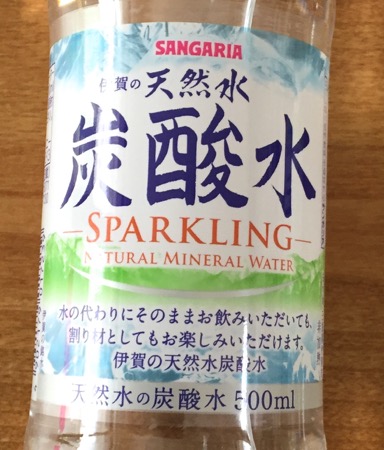 SANGARIA
伊賀の天然水
炭酸水
SPARKLING
NATURAL MINERAL WATER
水の代わりにそのままお飲みいただいても、
割り材としてもお楽しみいただけます。
伊賀の天然水炭酸水
天然水の炭酸水 500ml